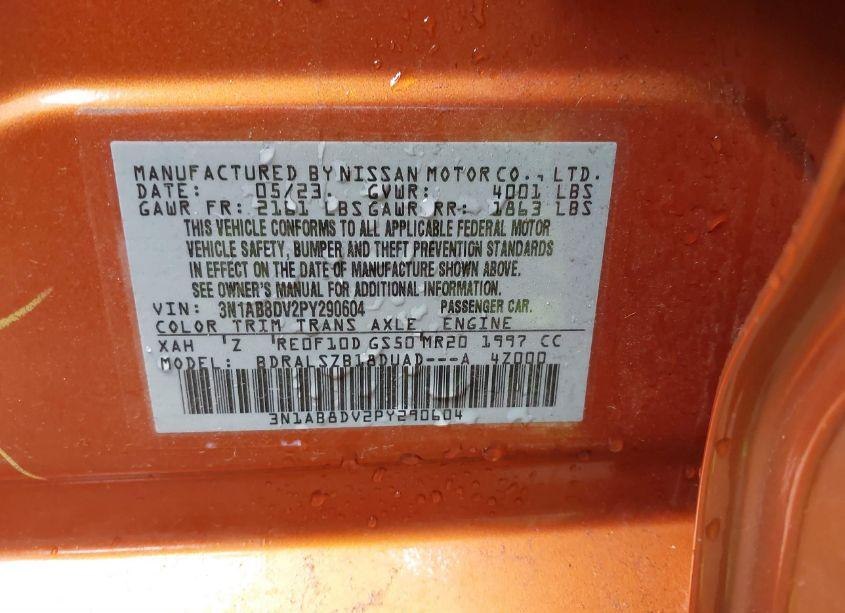 MANUFACTURED BY NISSAN MOTOR CO., LTD.
DATE: 05/23. GVWR: 4001 LBS
GAWR FR: 2161 LBS GAWR RR: 1863 LBS
THIS VEHICLE CONFORMS TO ALL APPLICABLE FEDERAL MOTOR
VEHICLE SAFETY, BUMPER AND THEFT PREVENTION STANDARDS
IN EFFECT ON THE DATE OF MANUFACTURE SHOWN ABOVE.
SEE OWNER'S MANUAL FOR ADDITIONAL INFORMATION.
VIN: 3N1AB8DV2PY290604 PASSENGER CAR.
COLOR TRIM TRANS AXLE ENGINE
XAH 'Z 'RE0F10D GS50 MR20 1997 CC
MODEL: BDRALSZB18DUAD---A 4Z000
3N1AB8DV2PY290604